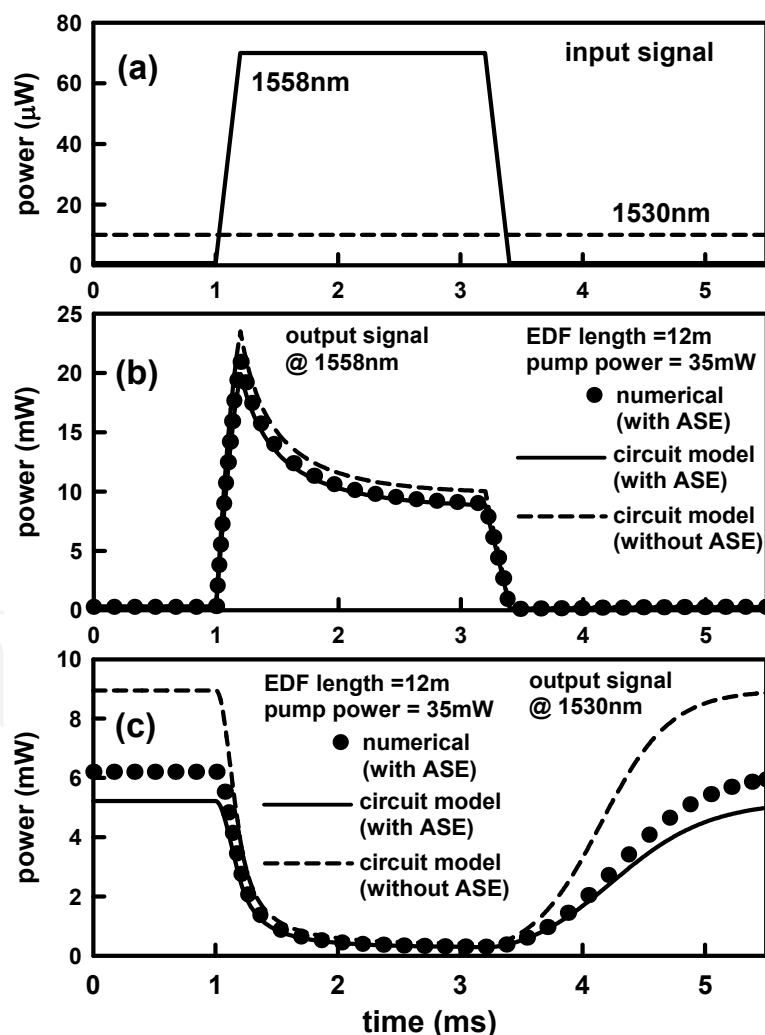 80
60
40
20
0
power (μW)
(a)
input signal
1558nm
1530nm
0 1 2 3 4 5
25
20
15
10
5
0
power (mW)
(b)
output signal
@ 1558nm
EDF length =12m
pump power = 35mW
numerical
(with ASE)
circuit model
(with ASE)
circuit model
(without ASE)
0 1 2 3 4 5
10
8
6
4
2
0
power (mW)
(c)
EDF length =12m
pump power = 35mW
numerical
(with ASE)
circuit model
(with ASE)
circuit model
(without ASE)
output signal
@ 1530nm
0 1 2 3 4 5
time (ms)